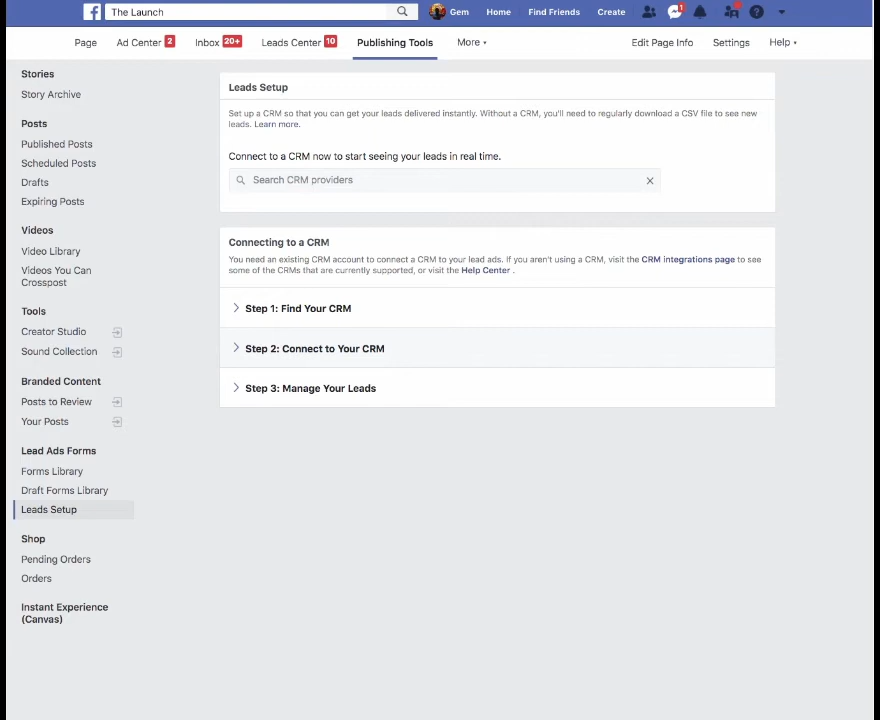 The Launch
Gem
Home
Find Friends
Create
1
Page
Ad Center 2
Inbox 20+
Leads Center 10
Publishing Tools
More
Edit Page Info
Settings
Help
Stories
Story Archive
Posts
Published Posts
Scheduled Posts
Drafts
Expiring Posts
Videos
Video Library
Videos You Can
Crosspost
Tools
Creator Studio
Sound Collection
Branded Content
Posts to Review
Your Posts
Lead Ads Forms
Forms Library
Draft Forms Library
Leads Setup
Shop
Pending Orders
Orders
Instant Experience
(Canvas)
Leads Setup
Set up a CRM so that you can get your leads delivered instantly. Without a CRM, you'll need to regularly download a CSV file to see new
leads. Learn more.
Connect to a CRM now to start seeing your leads in real time.
Search CRM providers
Connecting to a CRM
You need an existing CRM account to connect a CRM to your lead ads. If you aren't using a CRM, visit the CRM integrations page to see
some of the CRMs that are currently supported, or visit the Help Center .
Step 1: Find Your CRM
Step 2: Connect to Your CRM
Step 3: Manage Your Leads